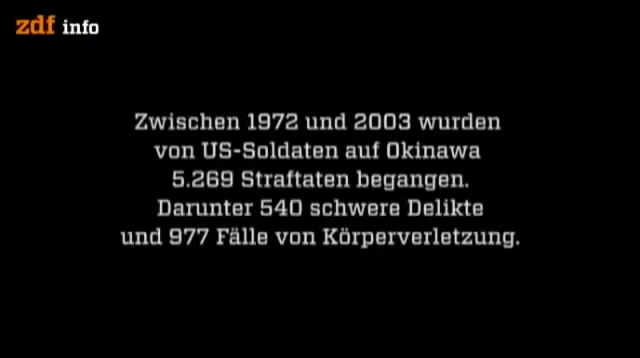 zdf info
Zwischen 1972 und 2003 wurden
von US-Soldaten auf Okinawa
5.269 Straftaten begangen.
Darunter 540 schwere Delikte
und 977 Fälle von Körperverletzung.